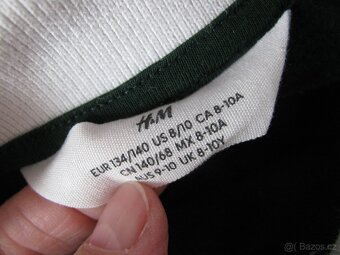 H&M
EUR 134/140 US 8/10 CA 8-10A
CN 140/68 MX 8-10A
AUS 9-10 UK 8-10Y
Bazos.cz